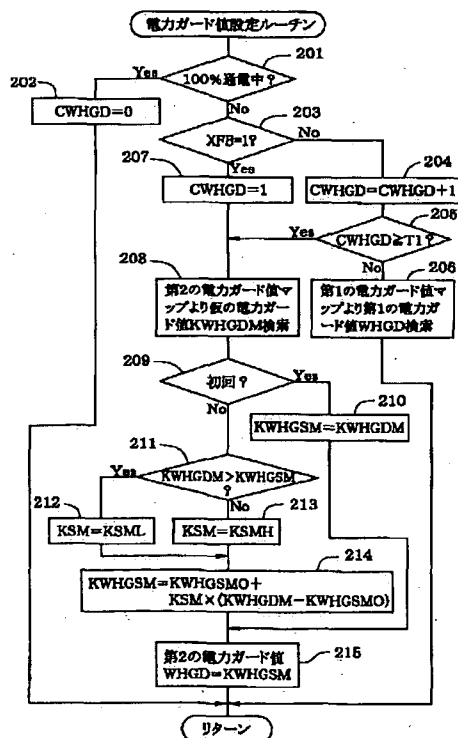 電力ガード値設定ルーチン
201
100%通電中?
Yes
No
202
CWHGD=0
203
XFB=1?
No
Yes
204
CWHGD=CWHGD+1
207
CWHGD=1
205
CWHGD≧T1?
Yes
No
206
第1の電力ガード値マ
ップより第1の電力ガ
ード値WHGD検索
208
第2の電力ガード値マ
ップより仮の電力ガー
ド値KWHGDM検索
209
初回?
Yes
No
210
KWHGSM=KWHGDM
211
KWHGDM>KWHGSM
?
Yes
No
212
KSM=KSML
213
KSM=KSMH
214
KWHGSM=KWHGSMO+
KSM×(KWHGDM-KWHGSMO)
215
第2の電力ガード値
WHGD=KWHGSM
リターン